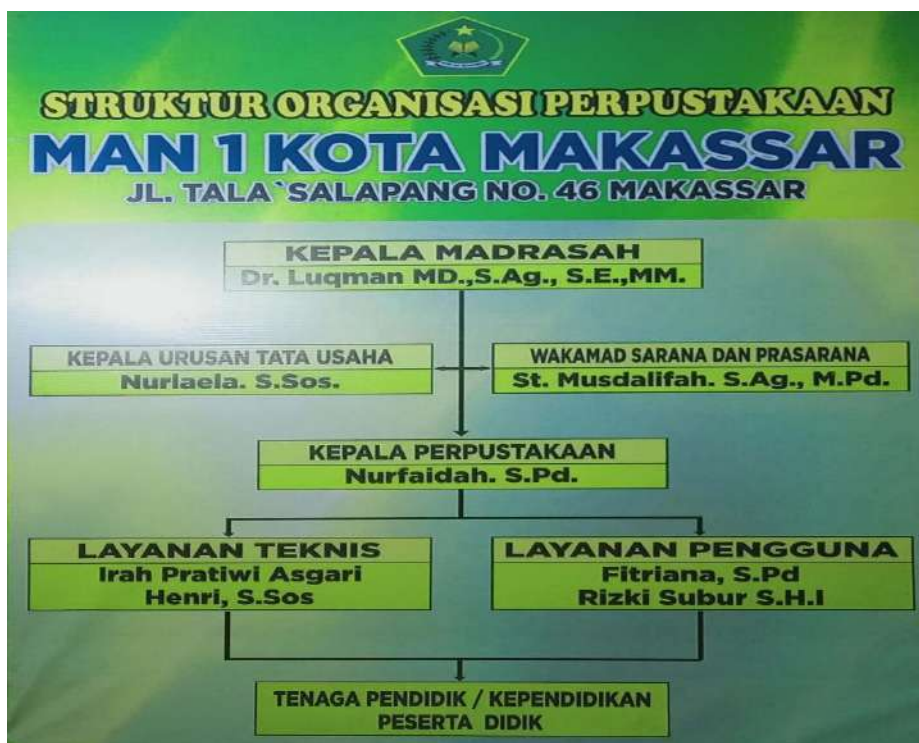 STRUKTUR ORGANISASI PERPUSTAKAAN
MAN 1 KOTA MAKASSAR
JL. TALA`SALAPANG NO. 46 MAKASSAR
KEPALA MADRASAH
Dr. Luqman MD.,S.Ag., S.E.,MM.
KEPALA URUSAN TATA USAHA
Nurlaela. S.Sos.
WAKAMAD SARANA DAN PRASARANA
St. Musdalifah. S.Ag., M.Pd.
KEPALA PERPUSTAKAAN
Nurfaidah. S.Pd.
LAYANAN TEKNIS
Irah Pratiwi Asgari
Henri, S.Sos
LAYANAN PENGGUNA
Fitriana, S.Pd
Rizki Subur S.H.I
TENAGA PENDIDIK / KEPENDIDIKAN
PESERTA DIDIK